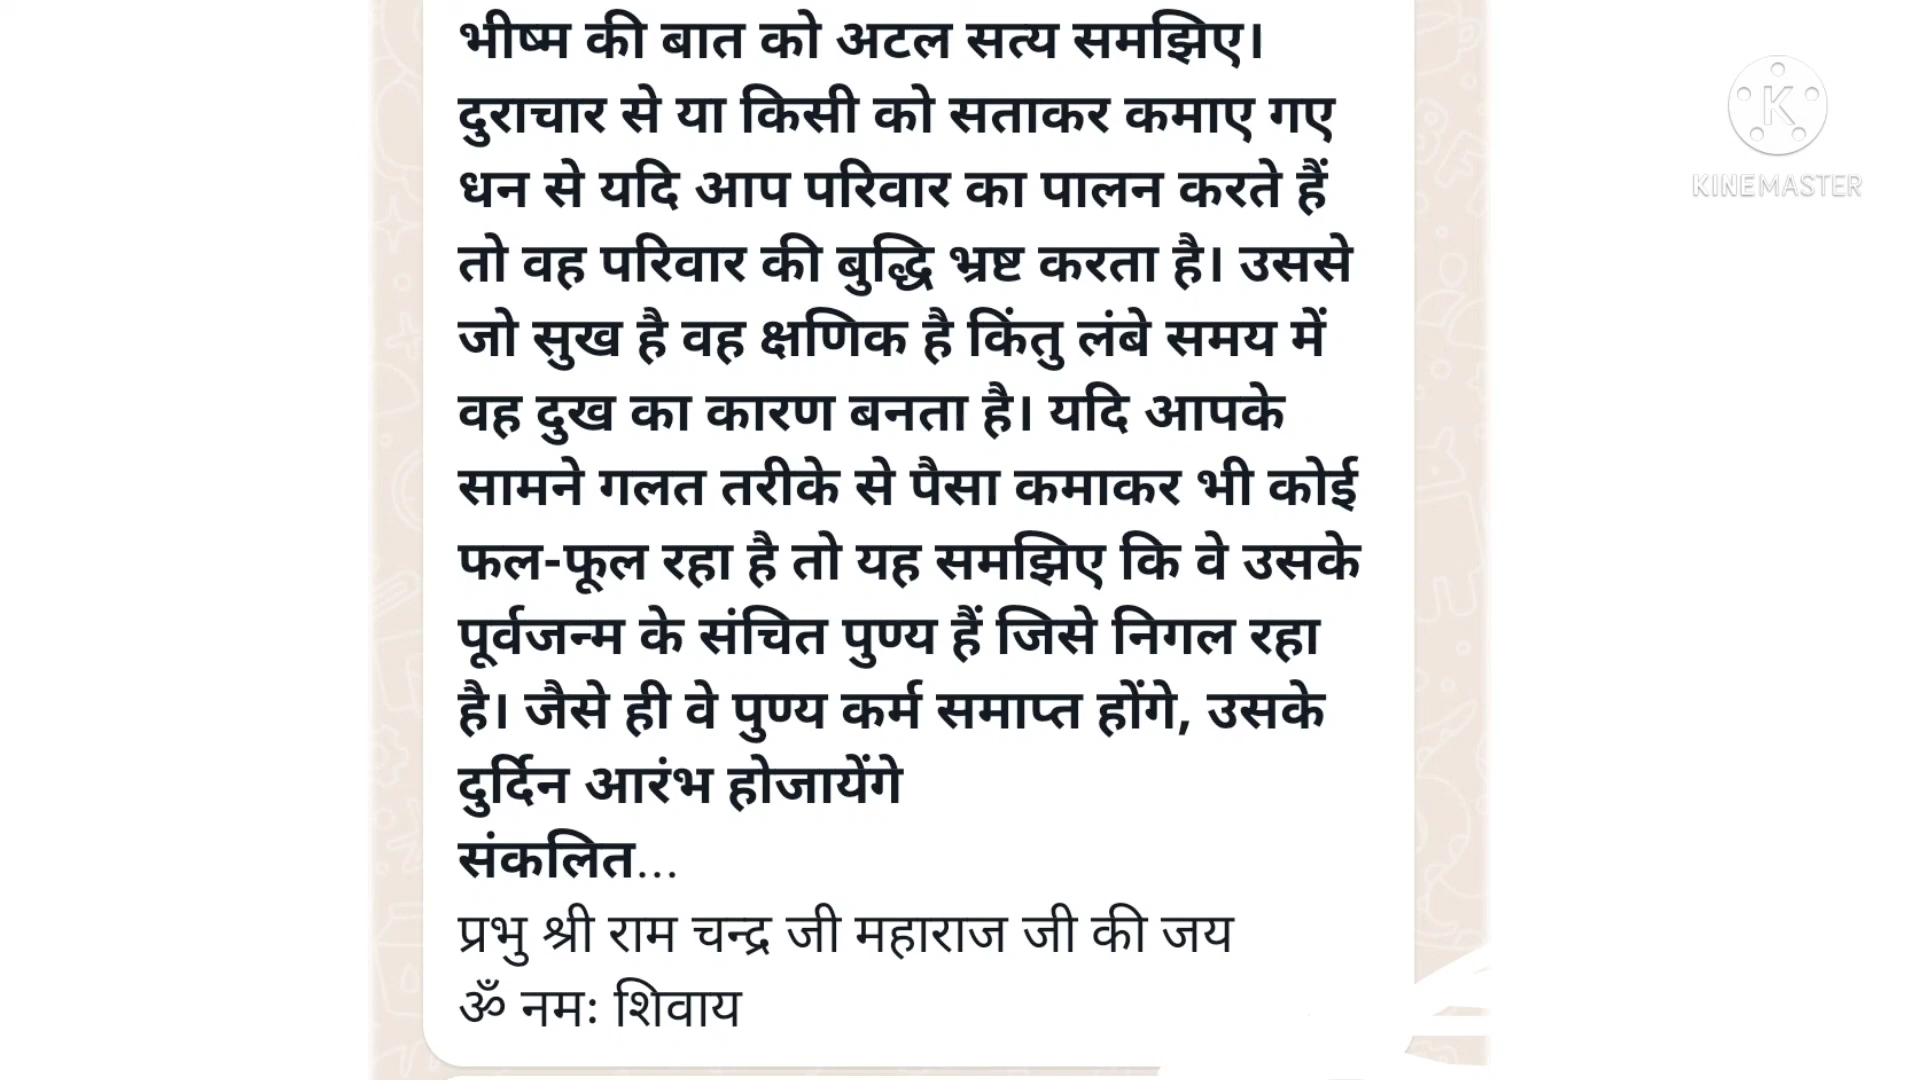 भीष्म की बात को अटल सत्य समझिए।
दुराचार से या किसी को सताकर कमाए गए
धन से यदि आप परिवार का पालन करते हैं
तो वह परिवार की बुद्धि भ्रष्ट करता है। उससे
जो सुख है वह क्षणिक है किंतु लंबे समय में
वह दुख का कारण बनता है। यदि आपके
सामने गलत तरीके से पैसा कमाकर भी कोई
फल-फूल रहा है तो यह समझिए कि वे उसके
पूर्वजन्म के संचित पुण्य हैं जिसे निगल रहा
है। जैसे ही वे पुण्य कर्म समाप्त होंगे, उसके
दुर्दिन आरंभ होजायेंगे
संकलित...
प्रभु श्री राम चन्द्र जी महाराज जी की जय
ॐ नमः शिवाय
K
KINEMASTER